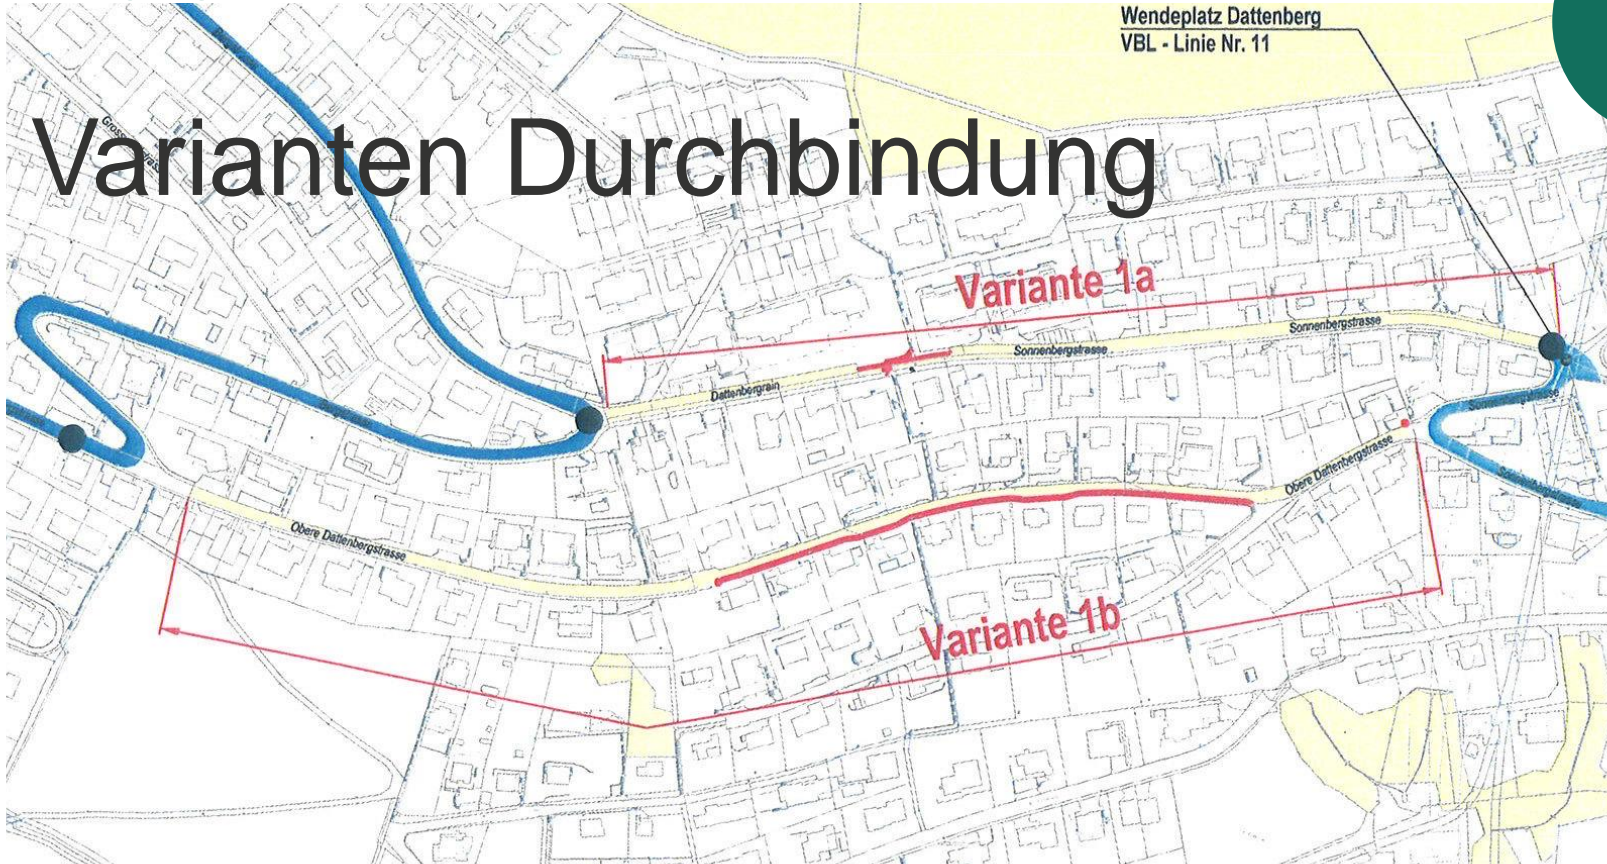 Wendeplatz Dattenberg
VBL - Linie Nr. 11
Varianten Durchbindung
Variante 1a
Sonnenbergstrasse
Sonnenbergstrasse
Dattenbergrain
Sonnenbergstrasse
Obere Dattenbergstrasse
Obere Dattenbergstrasse
Variante 1b